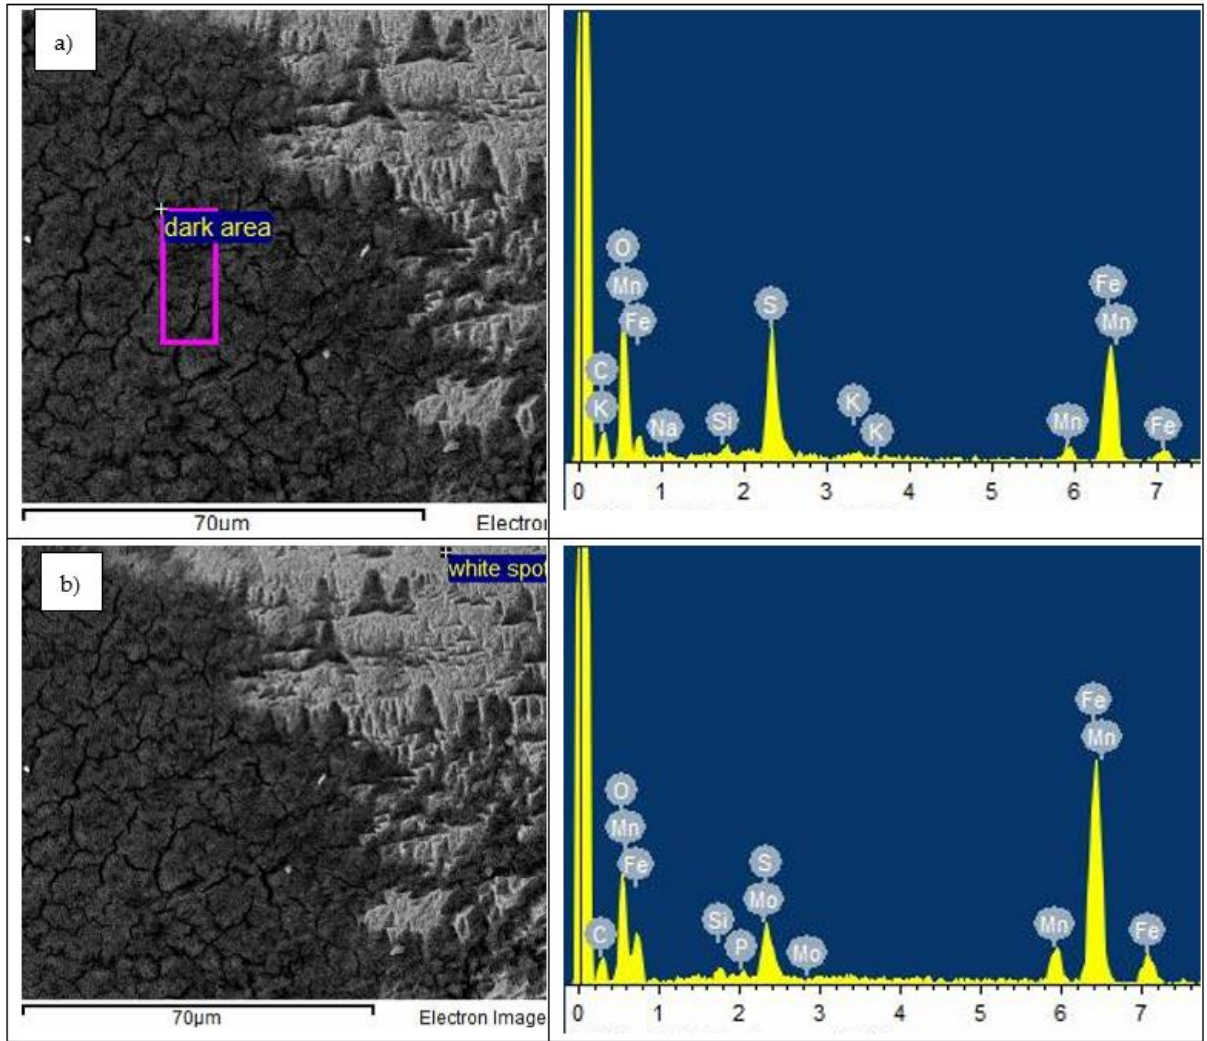 a)
dark area
70µm
Electron
O
Mn
Fe
C
K
Na
Si
S
K
K
Fe
Mn
Mn
Fe
0 1 2 3 4 5 6 7
b)
white spot
70µm
Electron Image
O
Mn
Fe
C
Si
P
S
Mo
Mo
Fe
Mn
Mn
Fe
0 1 2 3 4 5 6 7